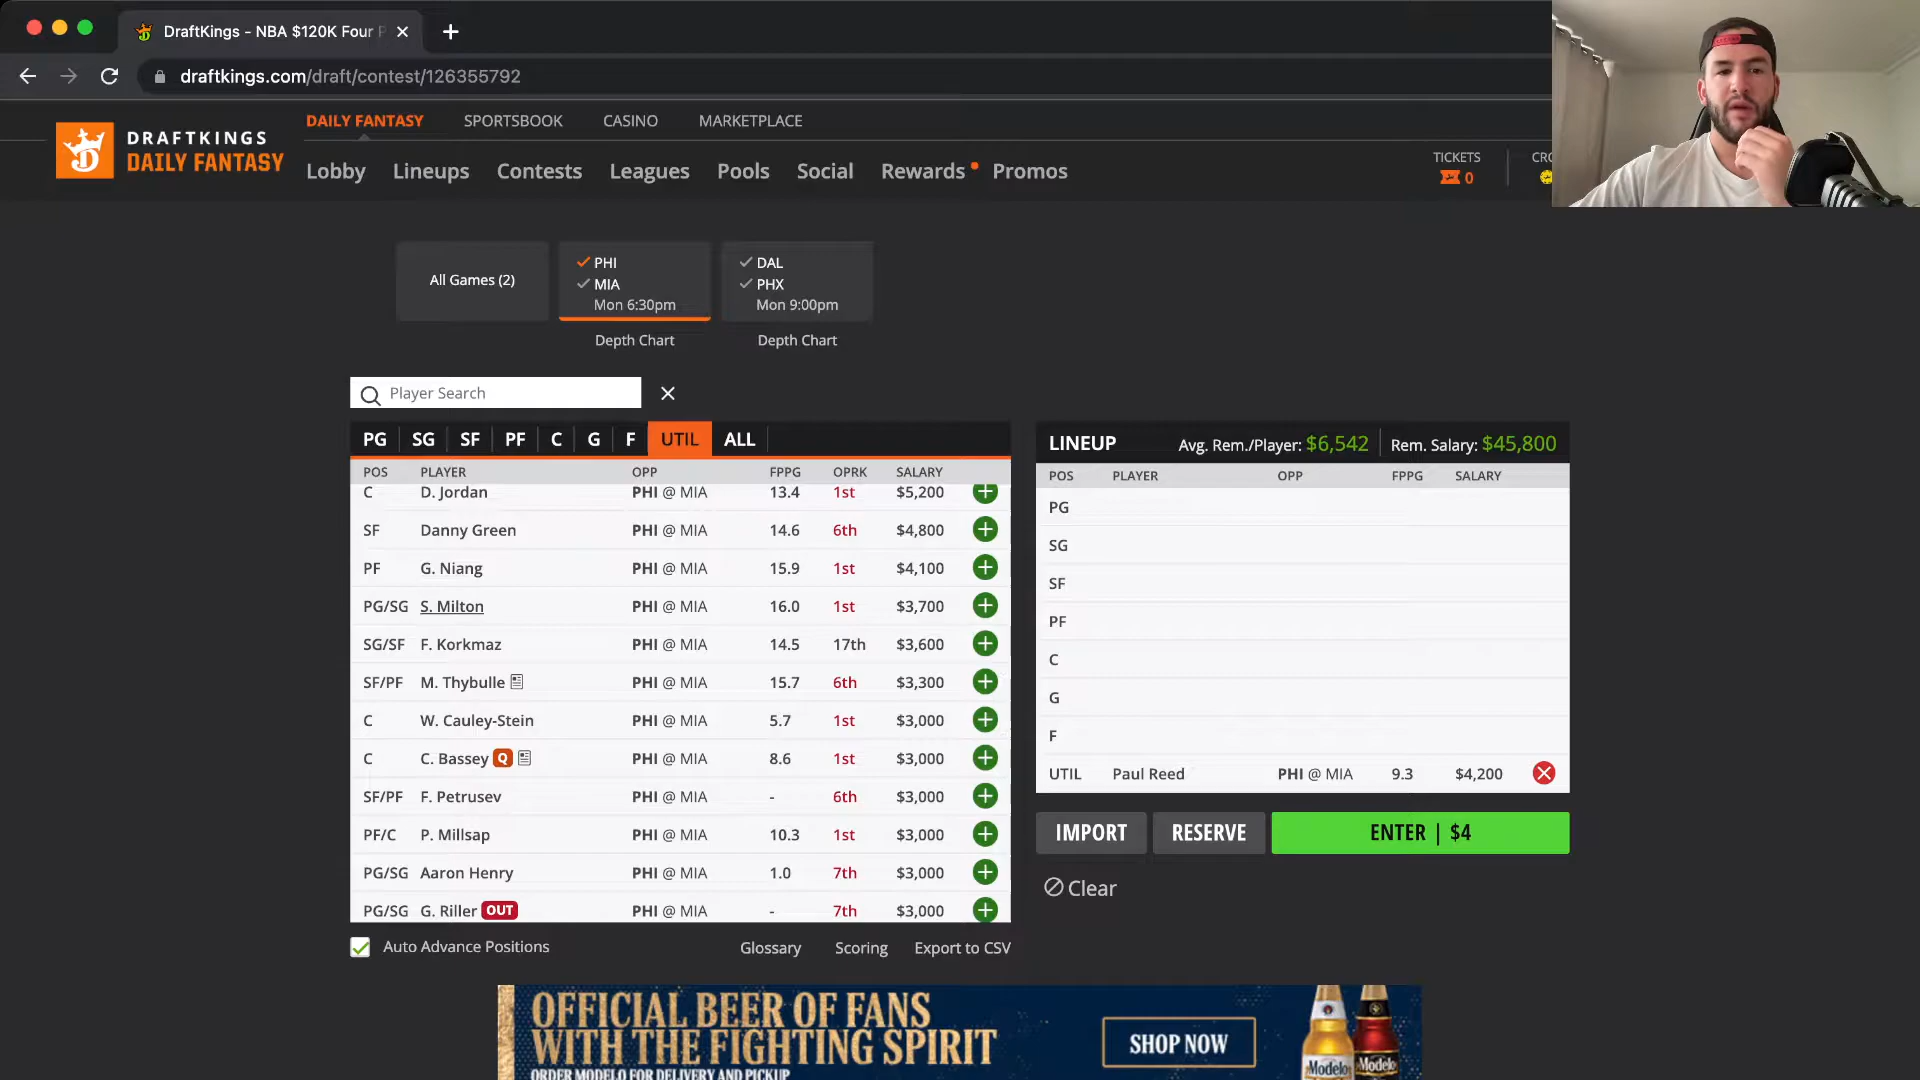 DraftKings - NBA $120K Four P
draftkings.com/draft/contest/126355792
DRAFTKINGS
DAILY FANTASY
DAILY FANTASY SPORTSBOOK CASINO MARKETPLACE
Lobby Lineups Contests Leagues Pools Social Rewards Promos
TICKETS
0
CRO
All Games (2)
PHI
MIA
Mon 6:30pm
Depth Chart
DAL
PHX
Mon 9:00pm
Depth Chart
Player Search
PG SG SF PF C G F UTIL ALL
POS PLAYER OPP FPPG OPRK SALARY
C D. Jordan PHI @ MIA 13.4 1st $5,200
SF Danny Green PHI @ MIA 14.6 6th $4,800
PF G. Niang PHI @ MIA 15.9 1st $4,100
PG/SG S. Milton PHI @ MIA 16.0 1st $3,700
SG/SF F. Korkmaz PHI @ MIA 14.5 17th $3,600
SF/PF M. Thybulle PHI @ MIA 15.7 6th $3,300
C W. Cauley-Stein PHI @ MIA 5.7 1st $3,000
C C. Bassey Q PHI @ MIA 8.6 1st $3,000
SF/PF F. Petrusev PHI @ MIA - 6th $3,000
PF/C P. Millsap PHI @ MIA 10.3 1st $3,000
PG/SG Aaron Henry PHI @ MIA 1.0 7th $3,000
PG/SG G. Riller OUT PHI @ MIA - 7th $3,000
Auto Advance Positions
Glossary Scoring Export to CSV
LINEUP Avg. Rem./Player: $6,542 Rem. Salary: $45,800
POS PLAYER OPP FPPG SALARY
PG
SG
SF
PF
C
G
F
UTIL Paul Reed PHI @ MIA 9.3 $4,200
IMPORT RESERVE ENTER | $4
Clear
OFFICIAL BEER OF FANS
WITH THE FIGHTING SPIRIT
ORDER MODELO FOR DELIVERY AND PICKUP
SHOP NOW
Modelo
Modelo